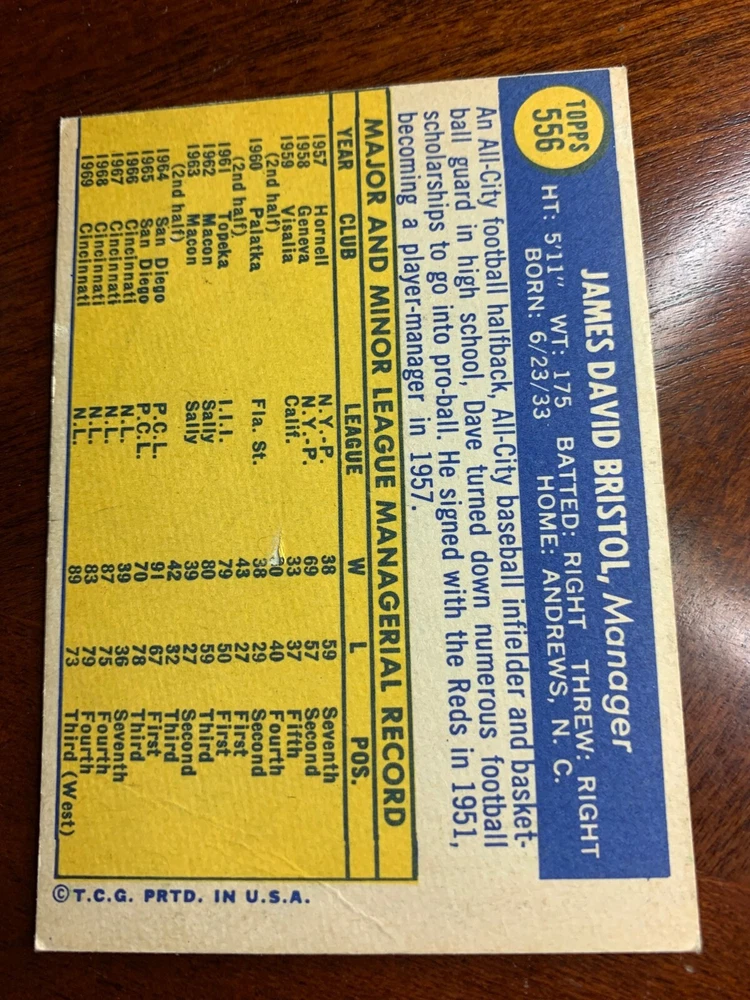 TOPPS
556
JAMES DAVID BRISTOL, Manager
HT: 5'11" WT: 175 BATTED: RIGHT THREW: RIGHT
BORN: 6/23/33 HOME: ANDREWS, N. C.
An All-City football halfback, All-City baseball infielder and basket-
ball guard in high school, Dave turned down numerous football
scholarships to go into pro-ball. He signed with the Reds in 1951,
becoming a player-manager in 1957.
MAJOR AND MINOR LEAGUE MANAGERIAL RECORD
YEAR CLUB LEAGUE W L POS.
1957 Hornell N.Y.-P. 38 59 Seventh
1958 Geneva N.Y.-P. 69 57 Second
1959 Visalia Calif. 33 37 Fifth
(2nd half) 40 Fourth
1960 Palatka Fla. St. 38 29 Second
(2nd half) 43 27 First
1961 Topeka I.I.I. 79 50 First
1962 Macon Sally 80 59 Third
1963 Macon Sally 39 27 Second
(2nd half) 42 32 Third
1964 San Diego P.C.L. 91 67 First
1965 San Diego P.C.L. 70 78 Third
1966 Cincinnati N.L. 39 36 Seventh
1967 Cincinnati N.L. 87 75 Fourth
1968 Cincinnati N.L. 83 79 Fourth
1969 Cincinnati N.L. 89 73 Third (West)
©T.C.G. PRTD. IN U.S.A.